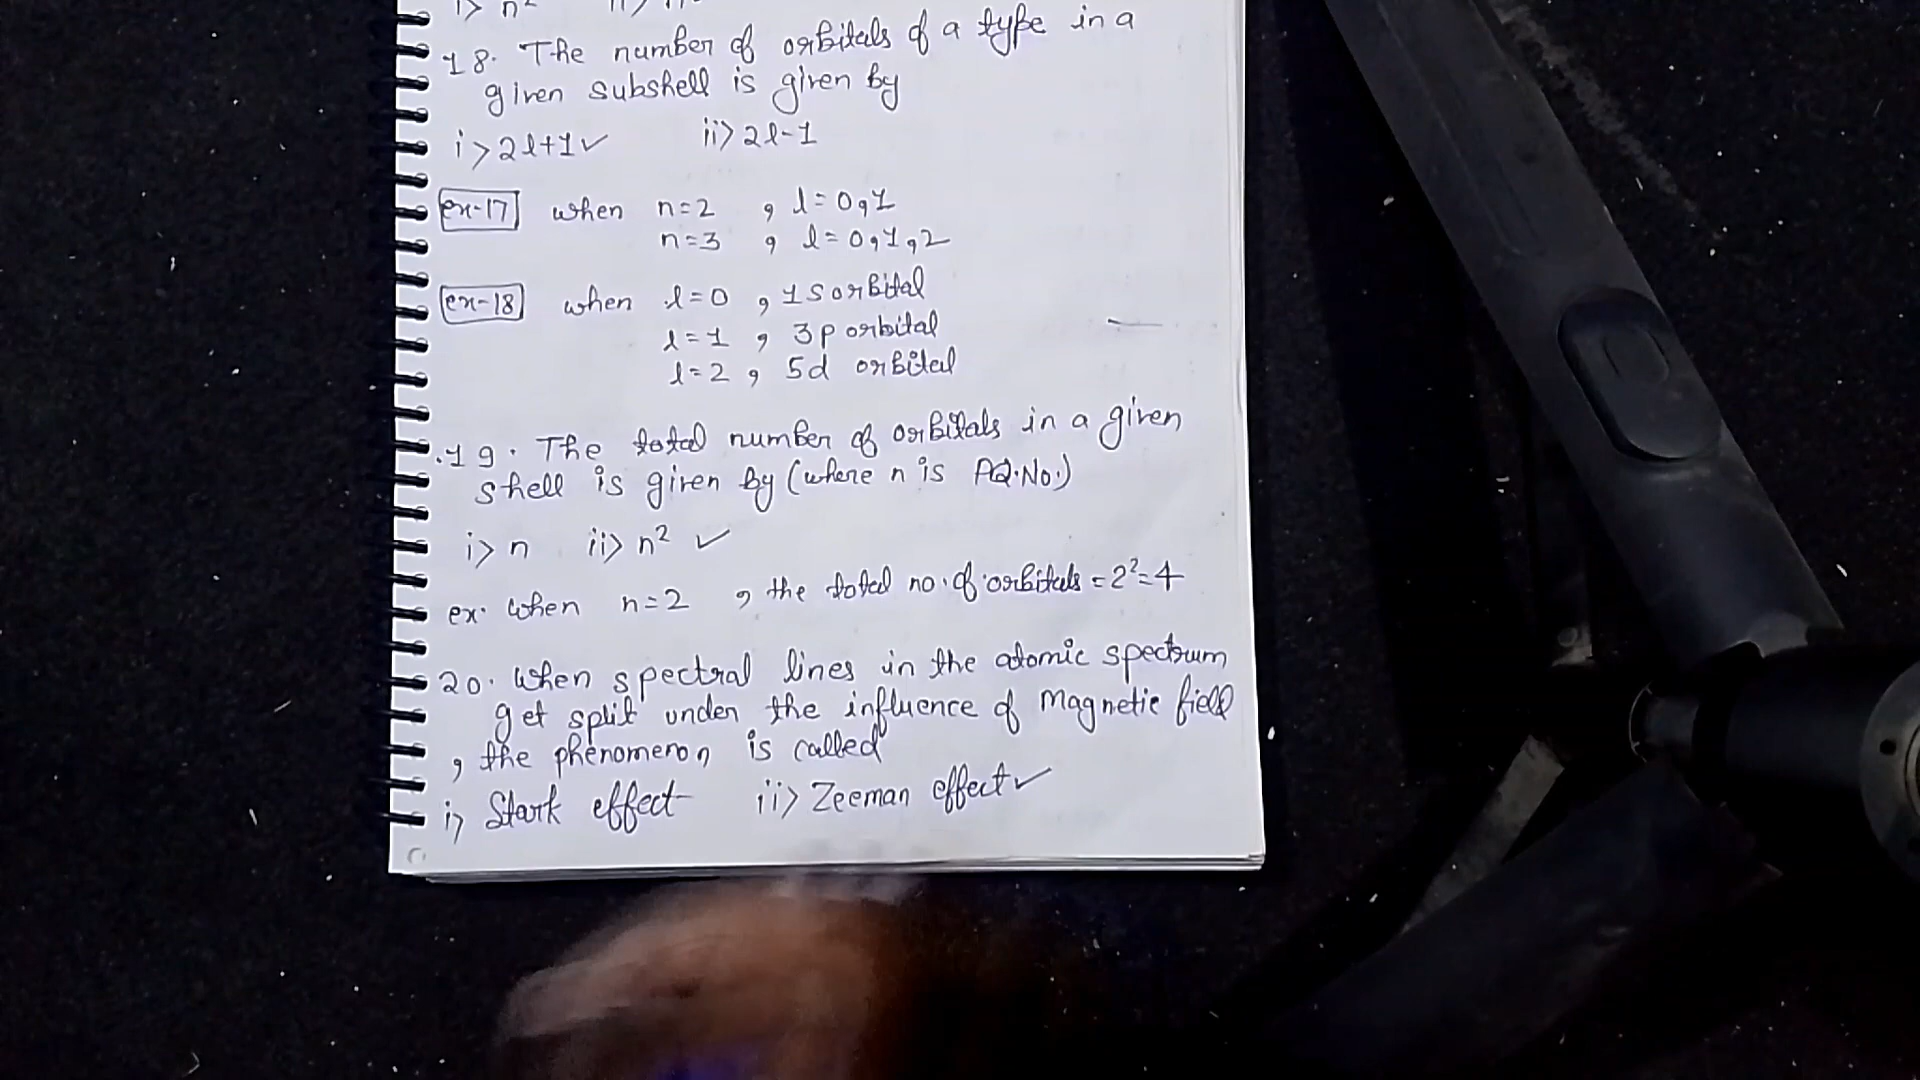 18. The number of orbitals of a type in a
given subshell is given by
i> 2l+1✓ ii> 2l-1
ex-17 when n=2 , l=0,1
n=3 , l=0,1,2
ex-18 when l=0 , 1s orbital
l=1 , 3p orbital
l=2 , 5d orbital
.19. The total number of orbitals in a given
shell is given by (where n is P.Q.No.)
i> n ii> n² ✓
ex. when n=2 , the total no. of orbitals = 2²=4
20. When spectral lines in the atomic spectrum
get split under the influence of magnetic field
, the phenomenon is called
i> Stark effect ii> Zeeman effect✓